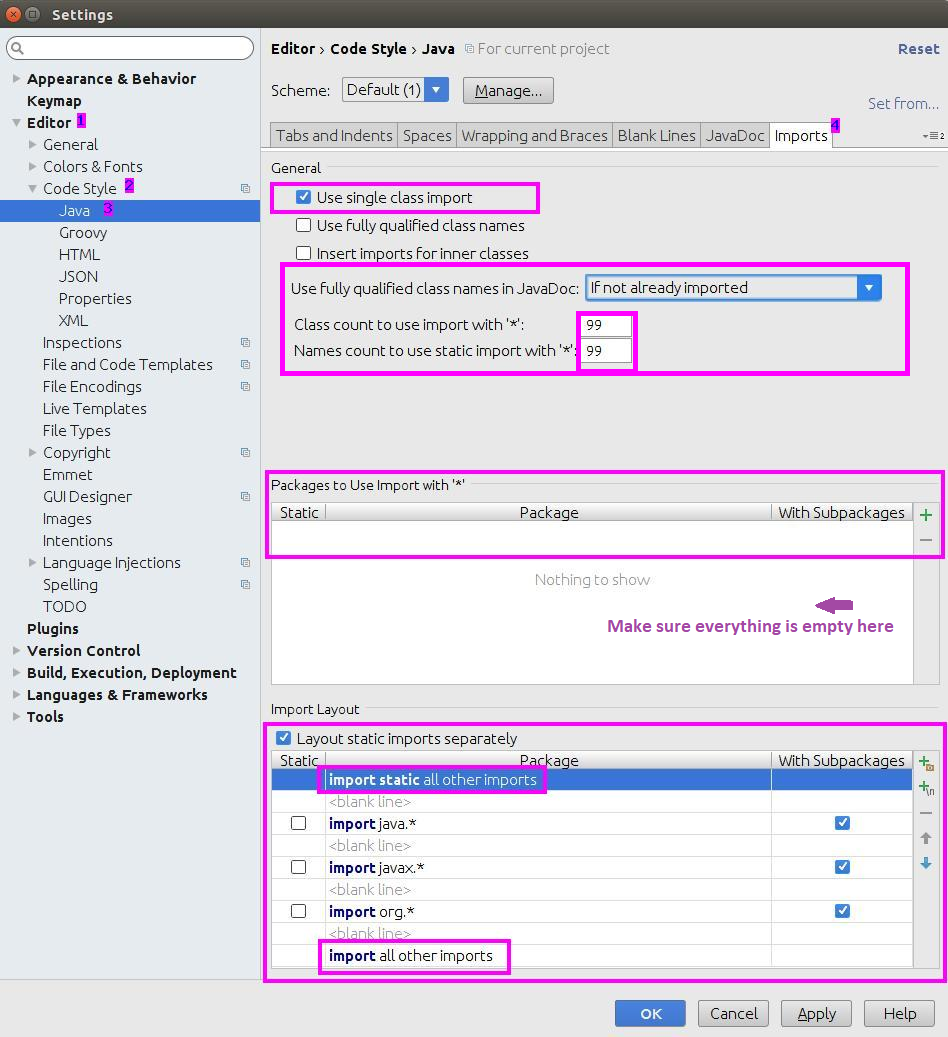 Settings
Appearance & Behavior
Keymap
Editor 1
General
Colors & Fonts
Code Style 2
Java 3
Groovy
HTML
JSON
Properties
XML
Inspections
File and Code Templates
File Encodings
Live Templates
File Types
Copyright
Emmet
GUI Designer
Images
Intentions
Language Injections
Spelling
TODO
Plugins
Version Control
Build, Execution, Deployment
Languages & Frameworks
Tools
Editor › Code Style › Java For current project Reset
Scheme: Default (1) Manage...
Set from...
Tabs and Indents Spaces Wrapping and Braces Blank Lines JavaDoc Imports 4 2
General
Use single class import
Use fully qualified class names
Insert imports for inner classes
Use fully qualified class names in JavaDoc: If not already imported
Class count to use import with '*': 99
Names count to use static import with '*': 99
Packages to Use Import with '*'
Static Package With Subpackages
Nothing to show
Make sure everything is empty here
Import Layout
Layout static imports separately
Static Package With Subpackages
import static all other imports
<blank line>
import java.*
<blank line>
import javax.*
<blank line>
import org.*
<blank line>
import all other imports
OK Cancel Apply Help